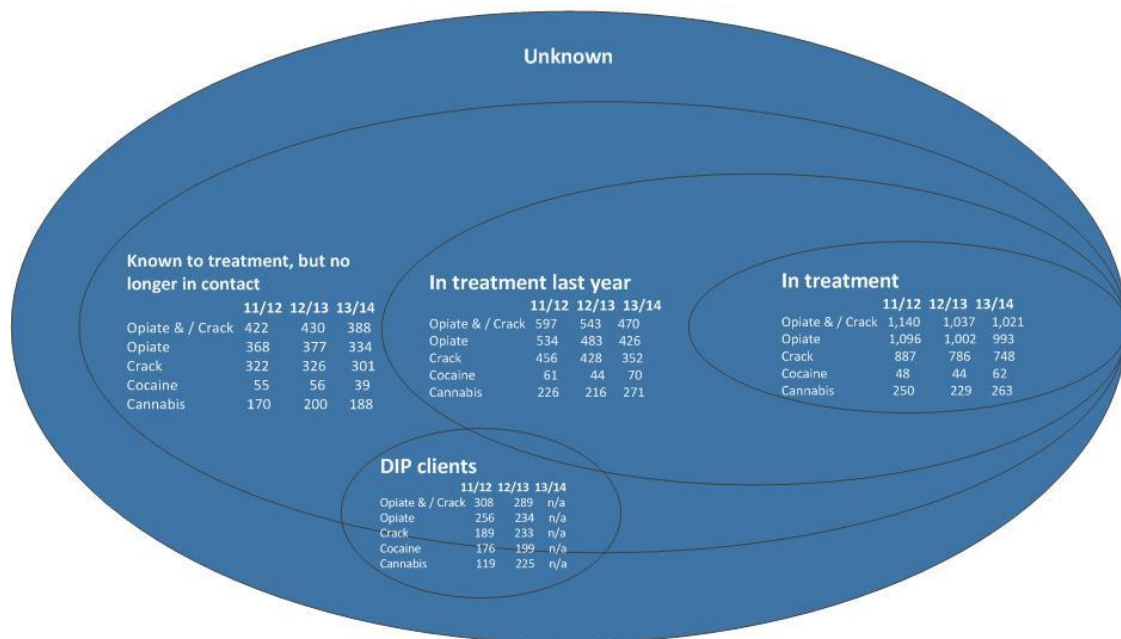 Unknown
Known to treatment, but no
longer in contact
11/12 12/13 13/14
Opiate & / Crack 422 430 388
Opiate 368 377 334
Crack 322 326 301
Cocaine 55 56 39
Cannabis 170 200 188
In treatment last year
11/12 12/13 13/14
Opiate & / Crack 597 543 470
Opiate 534 483 426
Crack 456 428 352
Cocaine 61 44 70
Cannabis 226 216 271
In treatment
11/12 12/13 13/14
Opiate & / Crack 1,140 1,037 1,021
Opiate 1,096 1,002 993
Crack 887 786 748
Cocaine 48 44 62
Cannabis 250 229 263
DIP clients
11/12 12/13 13/14
Opiate & / Crack 308 289 n/a
Opiate 256 234 n/a
Crack 189 233 n/a
Cocaine 176 199 n/a
Cannabis 119 225 n/a